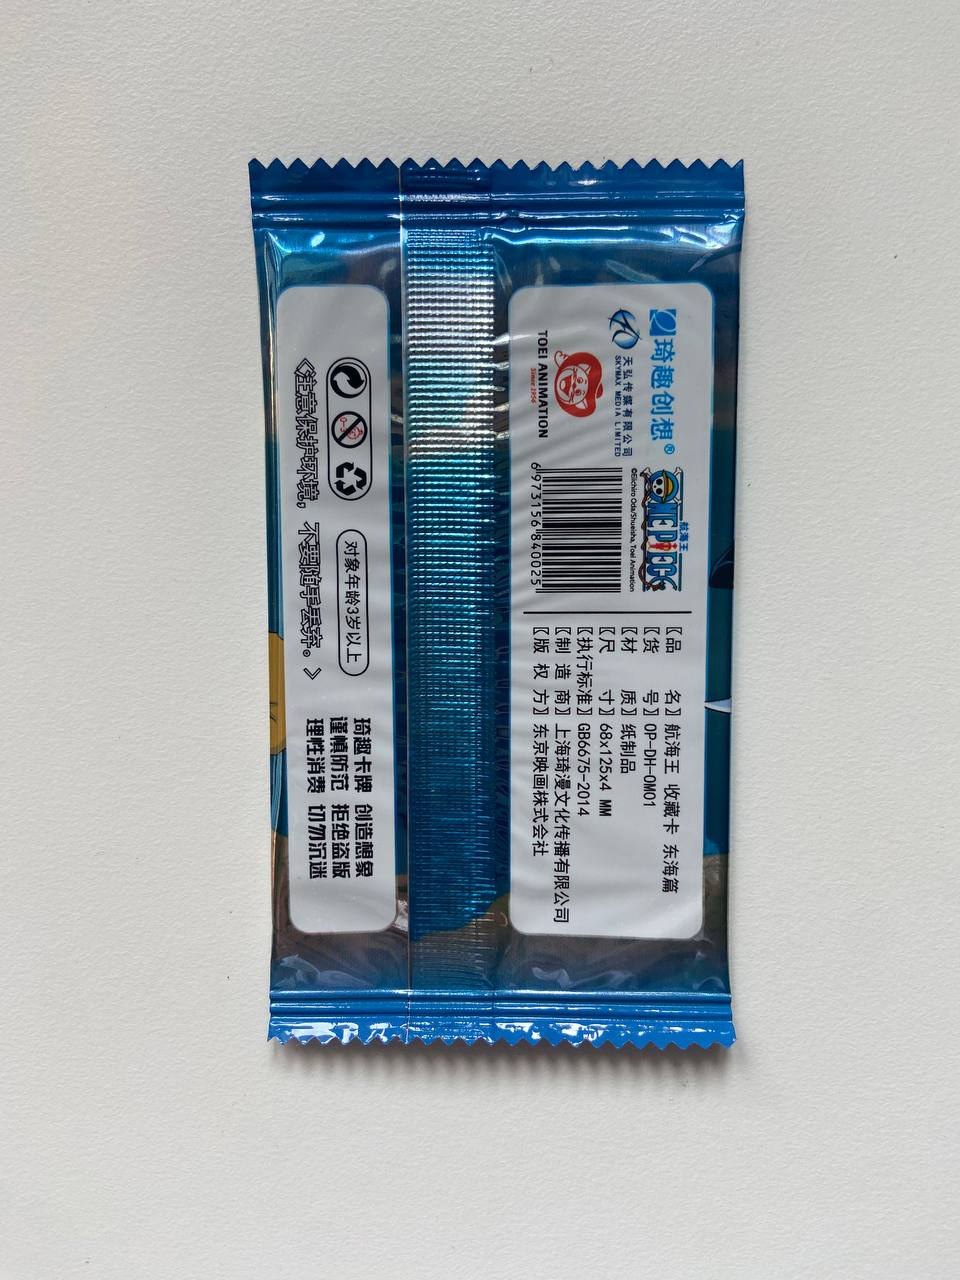 琦趣创想®
天弘传媒有限公司
SKYMAX MEDIA LIMITED
TOEI ANIMATION
Since 1956
航海王
ONE PIECE
©Eiichiro Oda/Shueisha, Toei Animation
6973156840025
〖品 名〗航海王 收藏卡 东海篇
〖货 号〗OP-DH-OM01
〖材 质〗纸制品
〖尺 寸〗68x125x4 MM
〖执行标准〗GB6675-2014
〖制 造 商〗上海琦漫文化传播有限公司
〖版 权 方〗东京映画株式会社
0-3
对象年龄3岁以上
《注意保护环境,不要随手丢弃。》
琦趣卡牌 创造想象
谨慎防范 拒绝盗版
理性消费 切勿沉迷